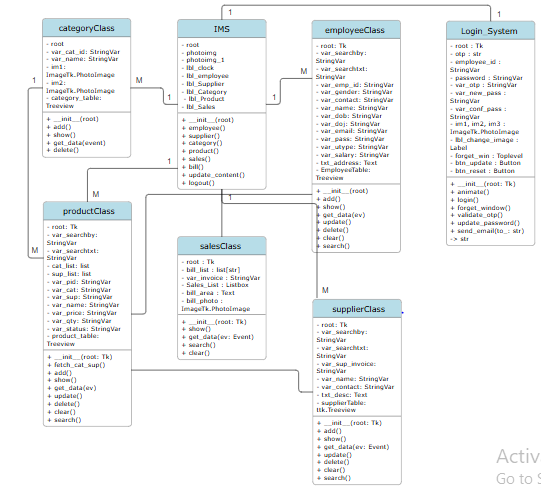 categoryClass
- root
- var_cat_id: StringVar
- var_name: StringVar
- im1:
ImageTk.PhotoImage
- im2:
ImageTk.PhotoImage
- category_table:
Treeview
+ __init__(root)
+ add()
+ show()
+ get_data(event)
+ delete()
IMS
- root
- photoimg
- photoimg_1
- lbl_clock
- lbl_employee
- lbl_Supplier
- lbl_Category
- lbl_Product
- lbl_Sales
+ __init__(root)
+ employee()
+ supplier()
+ category()
+ product()
+ sales()
+ bill()
+ update_content()
+ logout()
employeeClass
- root: Tk
- var_searchby:
StringVar
- var_searchtxt:
StringVar
- var_emp_id: StringVar
- var_gender: StringVar
- var_contact: StringVar
- var_name: StringVar
- var_dob: StringVar
- var_doj: StringVar
- var_email: StringVar
- var_pass: StringVar
- var_utype: StringVar
- var_salary: StringVar
- txt_address: Text
- EmployeeTable:
Treeview
+ __init__(root)
+ add()
+ show()
+ get_data(ev)
+ update()
+ delete()
+ clear()
+ search()
Login_System
- root : Tk
- otp : str
- employee_id :
StringVar
- password : StringVar
- var_otp : StringVar
- var_new_pass :
StringVar
- var_conf_pass :
StringVar
- im1, im2, im3 :
ImageTk.PhotoImage
- lbl_change_image :
Label
- forget_win : Toplevel
- btn_update : Button
- btn_reset : Button
+ __init__(root: Tk)
+ animate()
+ login()
+ forget_window()
+ validate_otp()
+ update_password()
+ send_email(to_: str)
-> str
productClass
- root: Tk
- var_searchby:
StringVar
- var_searchtxt:
StringVar
- cat_list: list
- sup_list: list
- var_pid: StringVar
- var_cat: StringVar
- var_sup: StringVar
- var_name: StringVar
- var_price: StringVar
- var_qty: StringVar
- var_status: StringVar
- product_table:
Treeview
+ __init__(root: Tk)
+ fetch_cat_sup()
+ add()
+ show()
+ get_data(ev)
+ update()
+ delete()
+ clear()
+ search()
salesClass
- root : Tk
- bill_list : list[str]
- var_invoice : StringVar
- Sales_List : Listbox
- bill_area : Text
- bill_photo :
ImageTk.PhotoImage
+ __init__(root: Tk)
+ show()
+ get_data(ev: Event)
+ search()
+ clear()
supplierClass
- root: Tk
- var_searchby:
StringVar
- var_searchtxt:
StringVar
- var_sup_invoice:
StringVar
- var_name: StringVar
- var_contact: StringVar
- txt_desc: Text
- supplierTable:
ttk.Treeview
+ __init__(root: Tk)
+ add()
+ show()
+ get_data(ev: Event)
+ update()
+ delete()
+ clear()
+ search()
1
1
1
M
1
1
M
1
M
M
1
M
Activ
Go to S